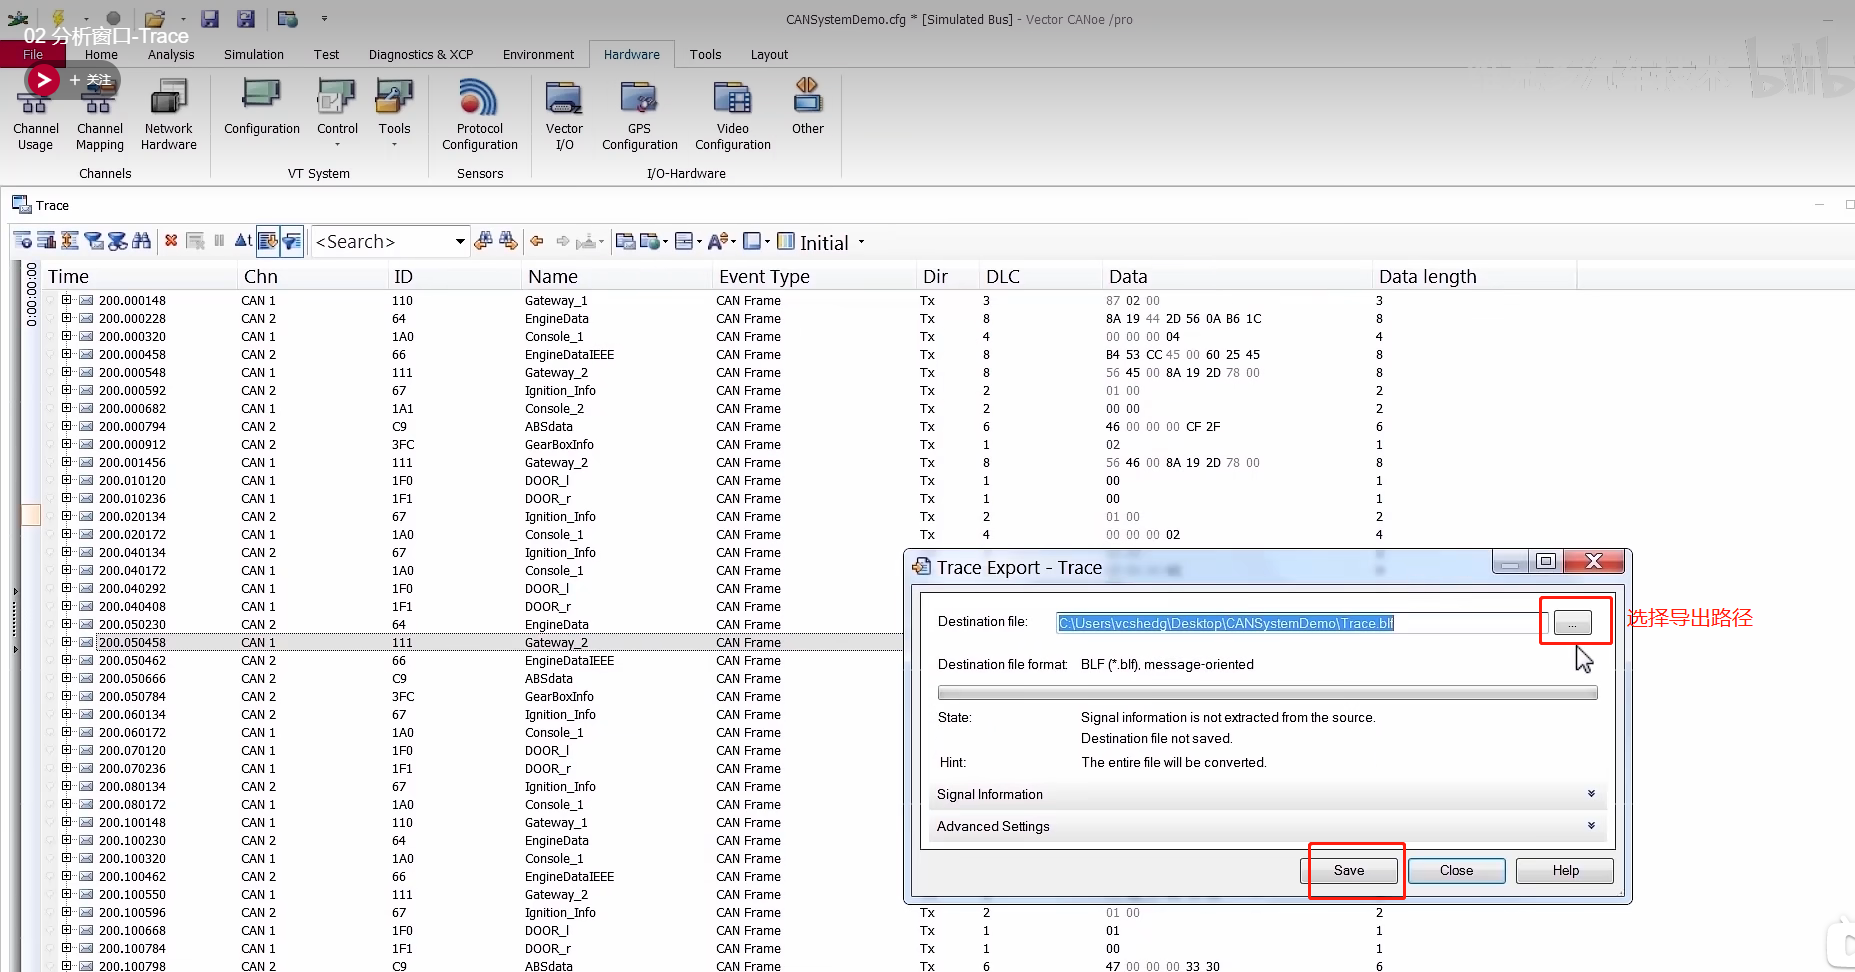 CANSystemDemo.cfg * [Simulated Bus] - Vector CANoe /pro
02 分析窗口-Trace
File Home Analysis Simulation Test Diagnostics & XCP Environment Hardware Tools Layout
+ 关注
Channel Usage
Channel Mapping
Network Hardware
Configuration
Control
Tools
Protocol Configuration
Vector I/O
GPS Configuration
Video Configuration
Other
Channels VT System Sensors I/O-Hardware
bilib
Trace
<Search> Initial
0:00:00:00
Time Chn ID Name Event Type Dir DLC Data Data length
200.000148 CAN 1 110 Gateway_1 CAN Frame Tx 3 87 02 00 3
200.000228 CAN 2 64 EngineData CAN Frame Tx 8 8A 19 44 2D 56 0A B6 1C 8
200.000320 CAN 1 1A0 Console_1 CAN Frame Tx 4 00 00 00 04 4
200.000458 CAN 2 66 EngineDataIEEE CAN Frame Tx 8 B4 53 CC 45 00 60 25 45 8
200.000548 CAN 1 111 Gateway_2 CAN Frame Tx 8 56 45 00 8A 19 2D 78 00 8
200.000592 CAN 2 67 Ignition_Info CAN Frame Tx 2 01 00 2
200.000682 CAN 1 1A1 Console_2 CAN Frame Tx 2 00 00 2
200.000794 CAN 2 C9 ABSdata CAN Frame Tx 6 46 00 00 00 CF 2F 6
200.000912 CAN 2 3FC GearBoxInfo CAN Frame Tx 1 02 1
200.001456 CAN 1 111 Gateway_2 CAN Frame Tx 8 56 46 00 8A 19 2D 78 00 8
200.010120 CAN 1 1F0 DOOR_l CAN Frame Tx 1 00 1
200.010236 CAN 1 1F1 DOOR_r CAN Frame Tx 1 00 1
200.020134 CAN 2 67 Ignition_Info CAN Frame Tx 2 01 00 2
200.020172 CAN 1 1A0 Console_1 CAN Frame Tx 4 00 00 00 02 4
200.040134 CAN 2 67 Ignition_Info CAN Frame
200.040172 CAN 1 1A0 Console_1 CAN Frame
200.040292 CAN 1 1F0 DOOR_l CAN Frame
200.040408 CAN 1 1F1 DOOR_r CAN Frame
200.050230 CAN 2 64 EngineData CAN Frame
200.050458 CAN 1 111 Gateway_2 CAN Frame
200.050462 CAN 2 66 EngineDataIEEE CAN Frame
200.050666 CAN 2 C9 ABSdata CAN Frame
200.050784 CAN 2 3FC GearBoxInfo CAN Frame
200.060134 CAN 2 67 Ignition_Info CAN Frame
200.060172 CAN 1 1A0 Console_1 CAN Frame
200.070120 CAN 1 1F0 DOOR_l CAN Frame
200.070236 CAN 1 1F1 DOOR_r CAN Frame
200.080134 CAN 2 67 Ignition_Info CAN Frame
200.080172 CAN 1 1A0 Console_1 CAN Frame
200.100148 CAN 1 110 Gateway_1 CAN Frame
200.100230 CAN 2 64 EngineData CAN Frame
200.100320 CAN 1 1A0 Console_1 CAN Frame
200.100462 CAN 2 66 EngineDataIEEE CAN Frame
200.100550 CAN 1 111 Gateway_2 CAN Frame
200.100596 CAN 2 67 Ignition_Info CAN Frame Tx 2 01 00 2
200.100668 CAN 1 1F0 DOOR_l CAN Frame Tx 1 01 1
200.100784 CAN 1 1F1 DOOR_r CAN Frame Tx 1 00 1
200.100798 CAN 2 C9 ABSdata CAN Frame Tx 6 47 00 00 00 33 30 6
Trace Export - Trace
Destination file: C:\Users\vcshedg\Desktop\CANSystemDemo\Trace.blf ...
选择导出路径
Destination file format: BLF (*.blf), message-oriented
State: Signal information is not extracted from the source.
Destination file not saved.
Hint: The entire file will be converted.
Signal Information
Advanced Settings
Save Close Help